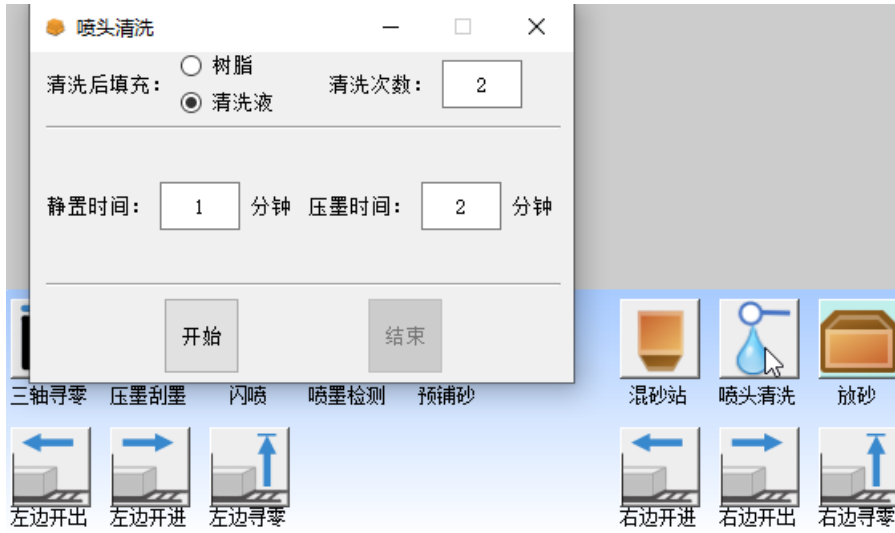 喷头清洗
清洗后填充: 树脂
清洗液
清洗次数: 2
静置时间: 1 分钟 压墨时间: 2 分钟
开始 结束
三轴寻零 压墨刮墨 闪喷 喷墨检测 预铺砂 混砂站 喷头清洗 放砂
左边开出 左边开进 左边寻零 右边开进 右边开出 右边寻零